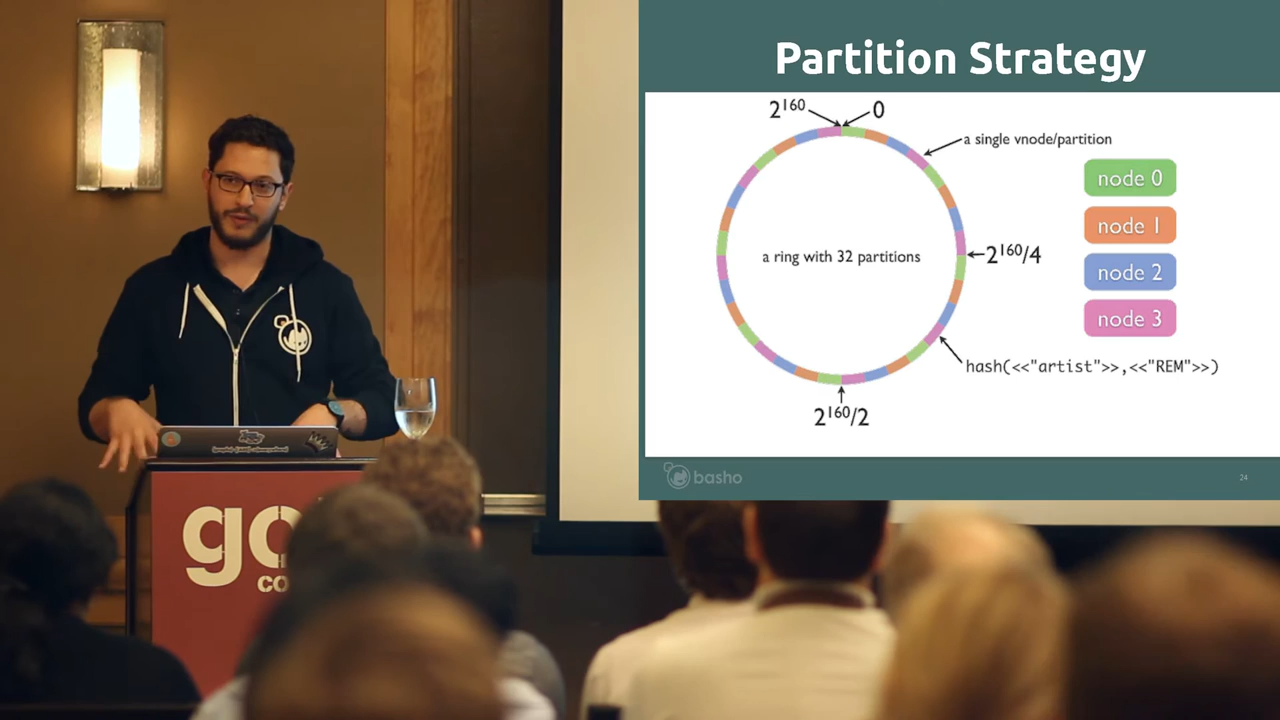 Partition Strategy
2¹⁶⁰
0
a single vnode/partition
node 0
node 1
a ring with 32 partitions
2¹⁶⁰/4
node 2
node 3
hash(<<"artist">>,<<"REM">>)
2¹⁶⁰/2
basho
24